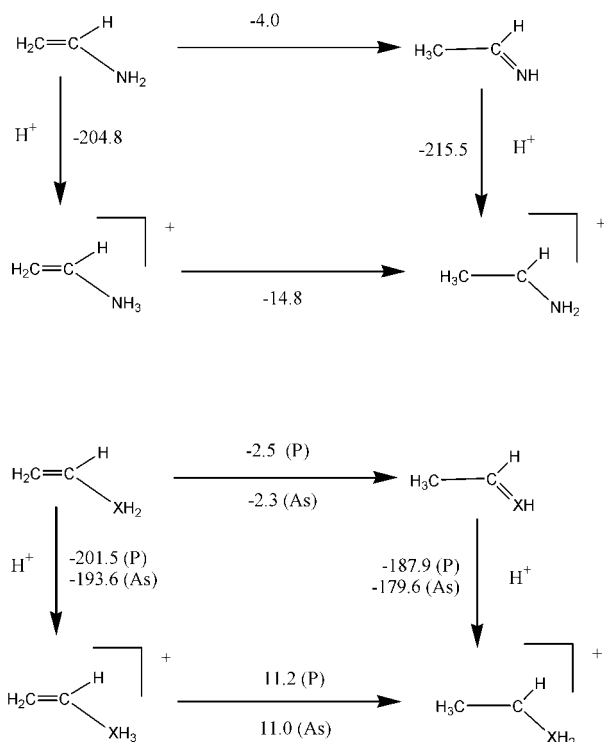 -4.0
H
H₂C=C
NH₂
H
H₃C
C
NH
H⁺
-204.8
-215.5
H⁺
+
H
H₂C=C
NH₃
-14.8
+
H
H₃C
C
NH₂
-2.5 (P)
-2.3 (As)
H
H₂C=C
XH₂
H
H₃C
C
XH
H⁺
-201.5 (P)
-193.6 (As)
-187.9 (P)
-179.6 (As)
H⁺
+
H
H₂C=C
XH₃
11.2 (P)
11.0 (As)
+
H
H₃C
C